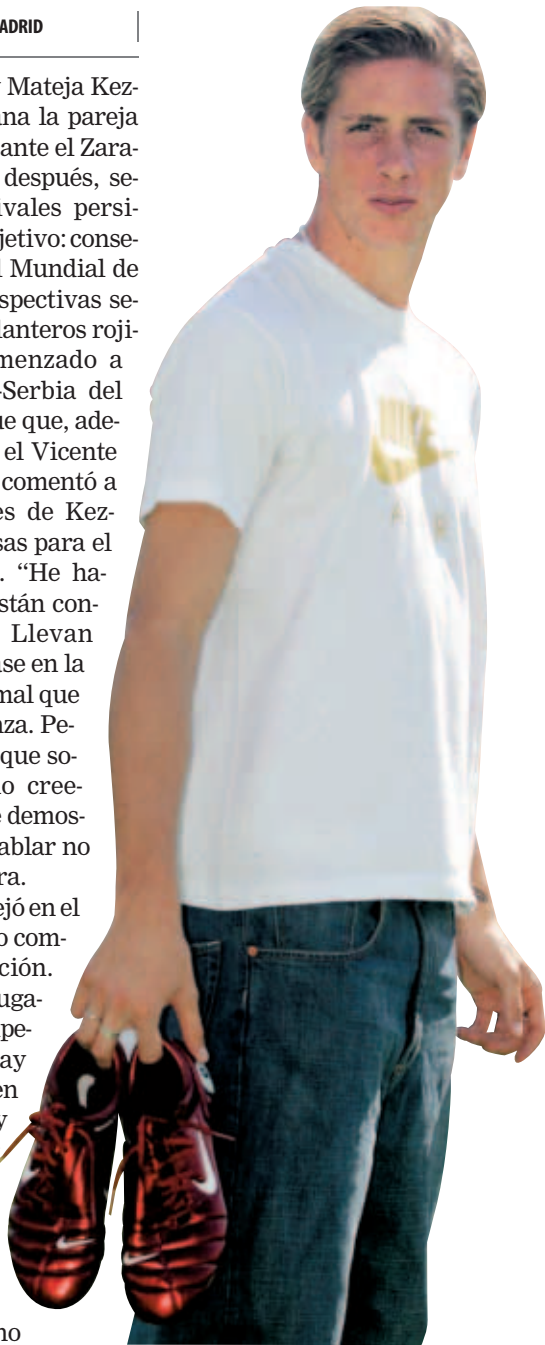 ADRID
Mateja Kez-
na la pareja
ante el Zara-
después, se-
ivales persi-
jetivo: conse-
l Mundial de
spectivas se-
lanteros roji-
menzado a
-Serbia del
ue que, ade-
el Vicente
comentó a
es de Kez-
sas para el
. “He ha-
stán con-
Llevan
se en la
mal que
nza. Pe-
que so-
o cree-
e demos-
ablar no
ra.
ejó en el
o com-
ción.
uga-
pe-
ay
en
y
no
NIKE
A R